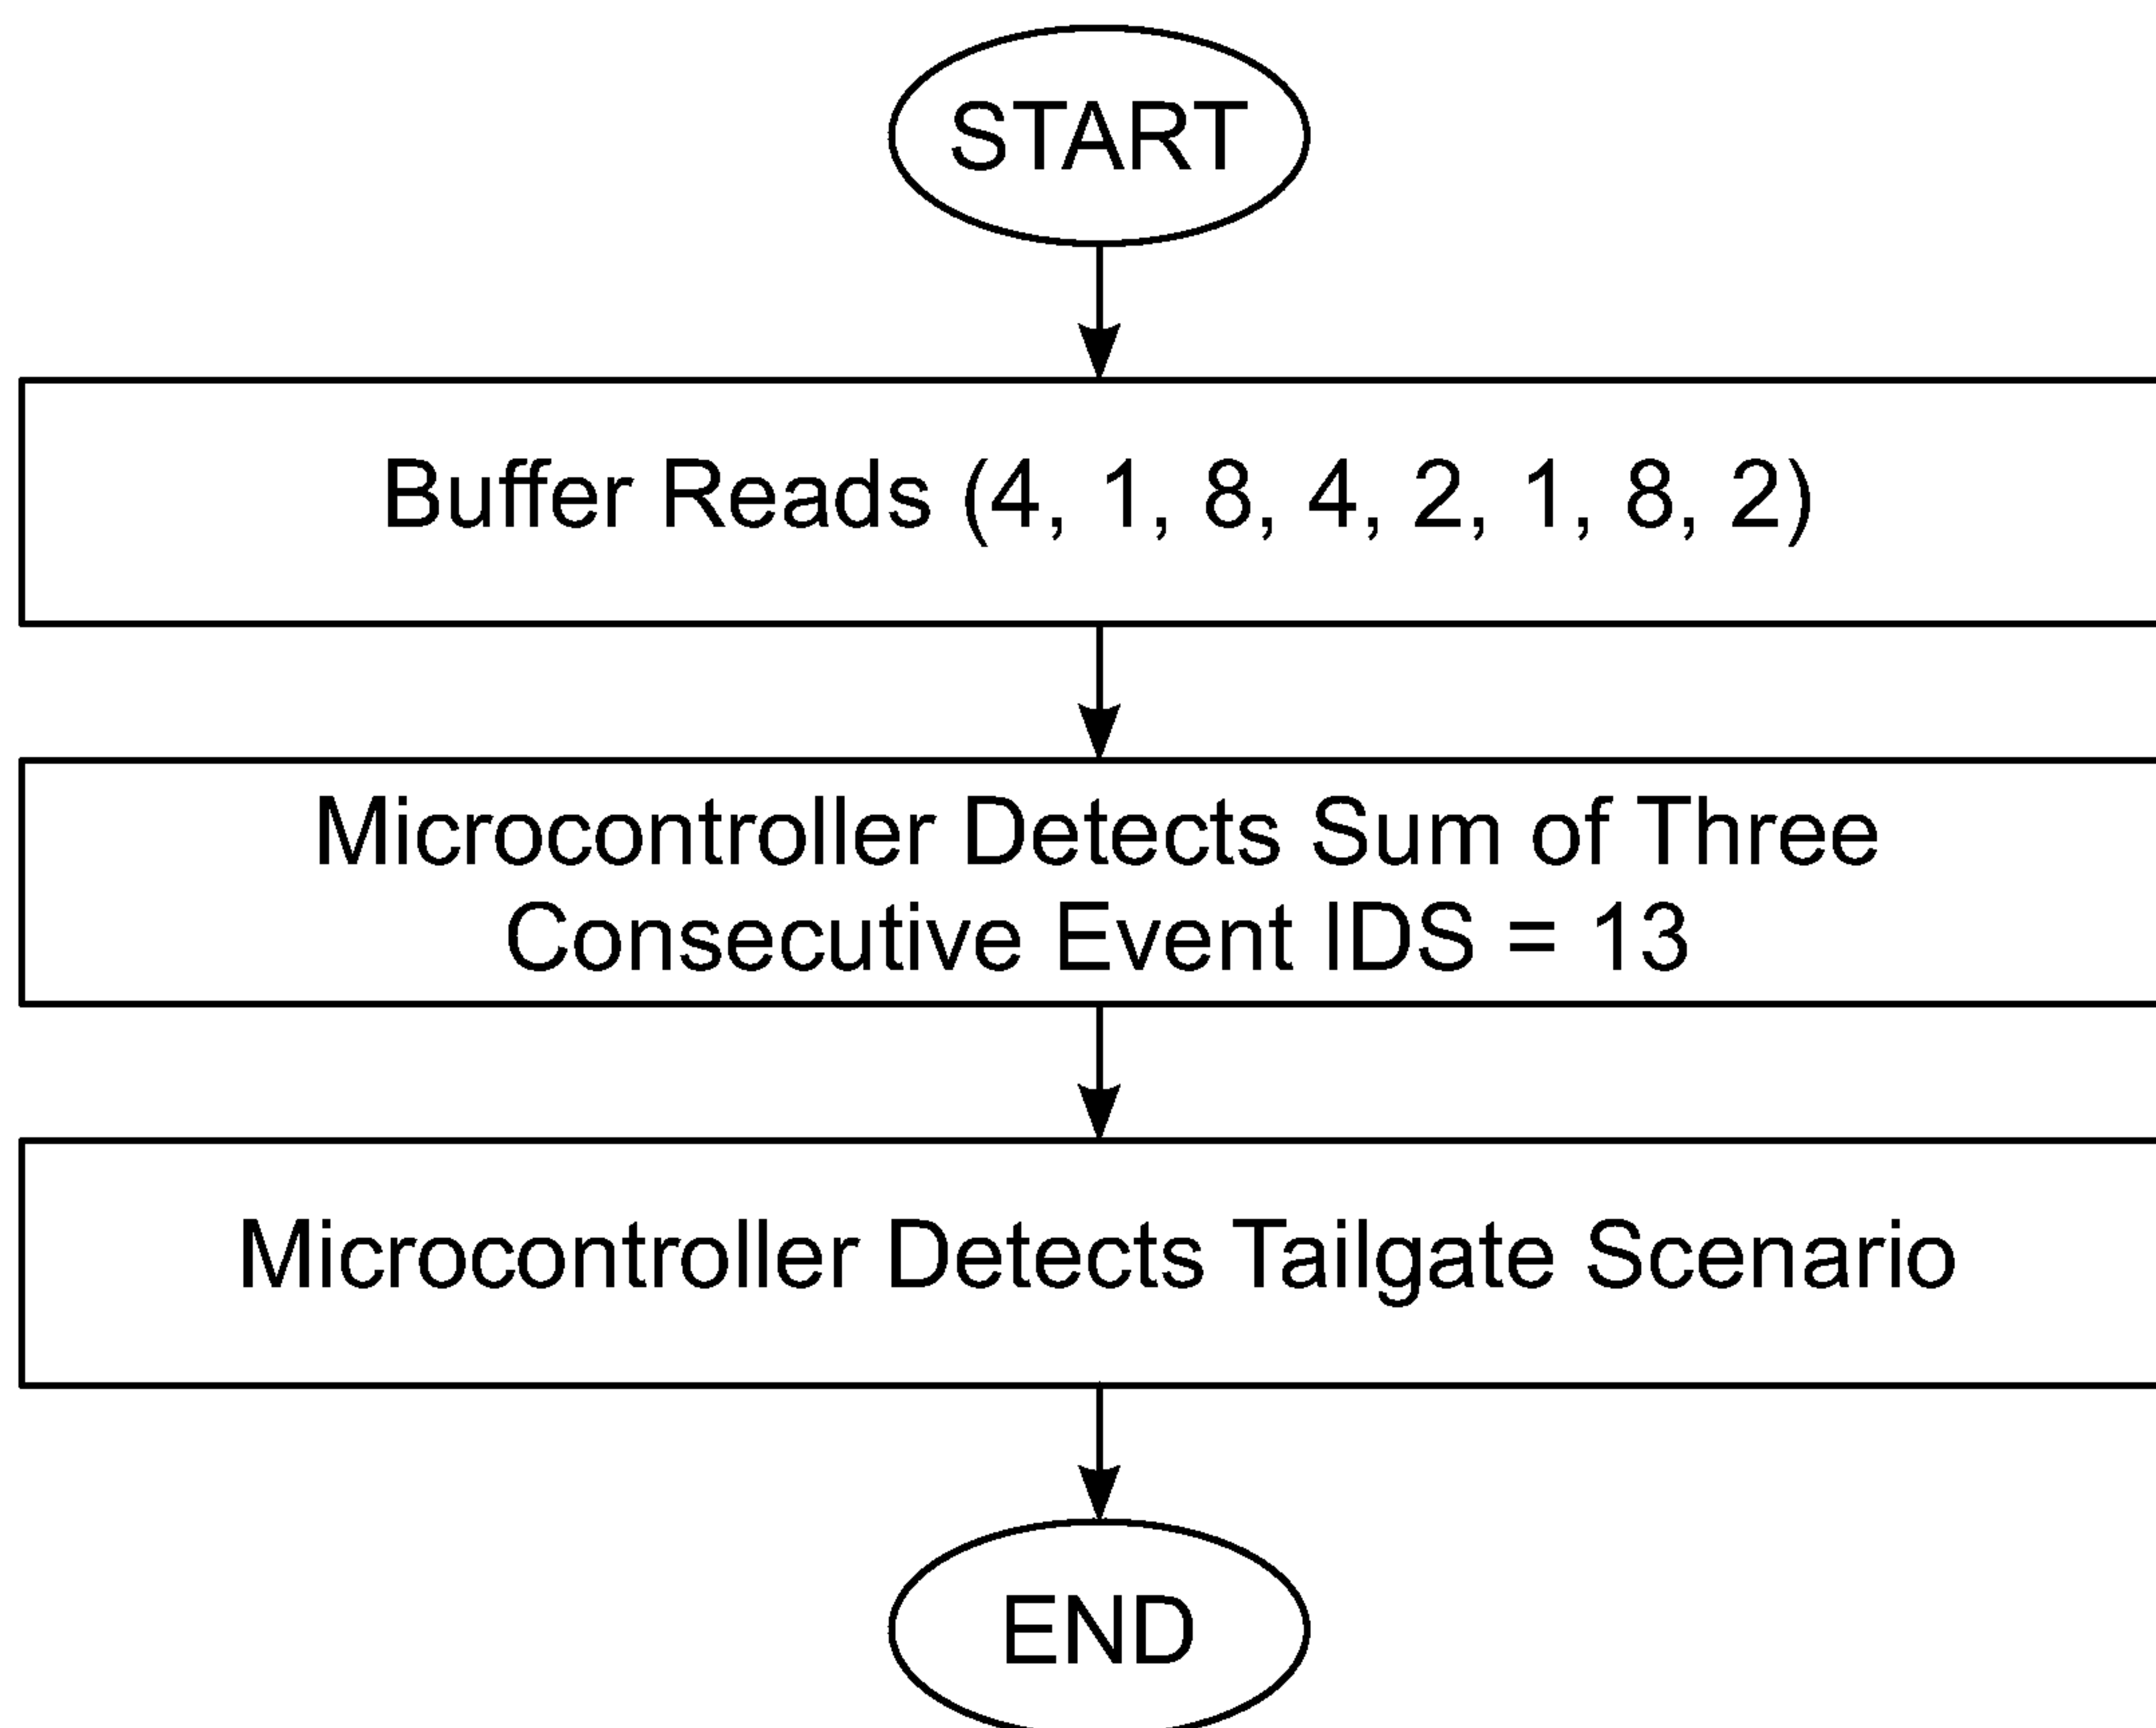 START
Buffer Reads (4, 1, 8, 4, 2, 1, 8, 2)
Microcontroller Detects Sum of Three
Consecutive Event IDS = 13
Microcontroller Detects Tailgate Scenario
END